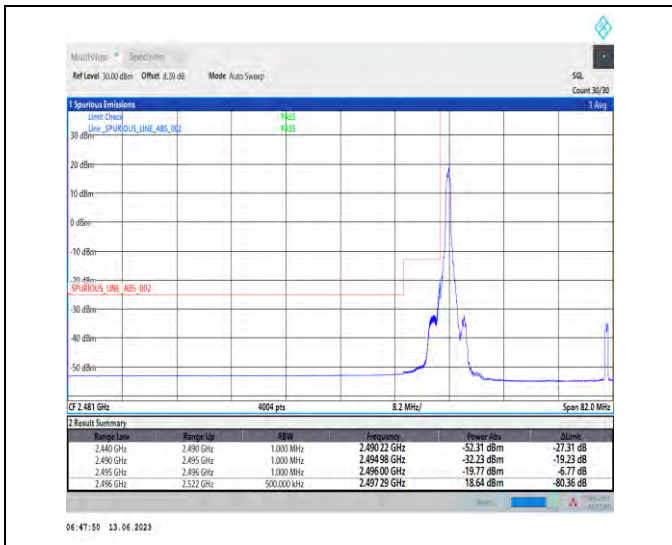 MultiView Spectrum
Ref Level 30.00 dBm Offset 8.39 dB Mode Auto Sweep SGL
Count 30/30
1 Spurious Emissions 1 Avg
Limit Check PASS
Line _SPURIOUS_LINE_ABS_002 PASS
30 dBm
20 dBm
10 dBm
0 dBm
-10 dBm
-20 dBm
_SPURIOUS_LINE_ABS_002
-30 dBm
-40 dBm
-50 dBm
CF 2.481 GHz 4004 pts 8.2 MHz/ Span 82.0 MHz
2 Result Summary
Range Low Range Up RBW Frequency Power Abs ΔLimit
2.440 GHz 2.490 GHz 1.000 MHz 2.490 22 GHz -52.31 dBm -27.31 dB
2.490 GHz 2.495 GHz 1.000 MHz 2.494 98 GHz -32.23 dBm -19.23 dB
2.495 GHz 2.496 GHz 1.000 MHz 2.496 00 GHz -19.77 dBm -6.77 dB
2.496 GHz 2.522 GHz 500.000 kHz 2.497 29 GHz 18.64 dBm -80.36 dB
06:47:50 13.06.2023